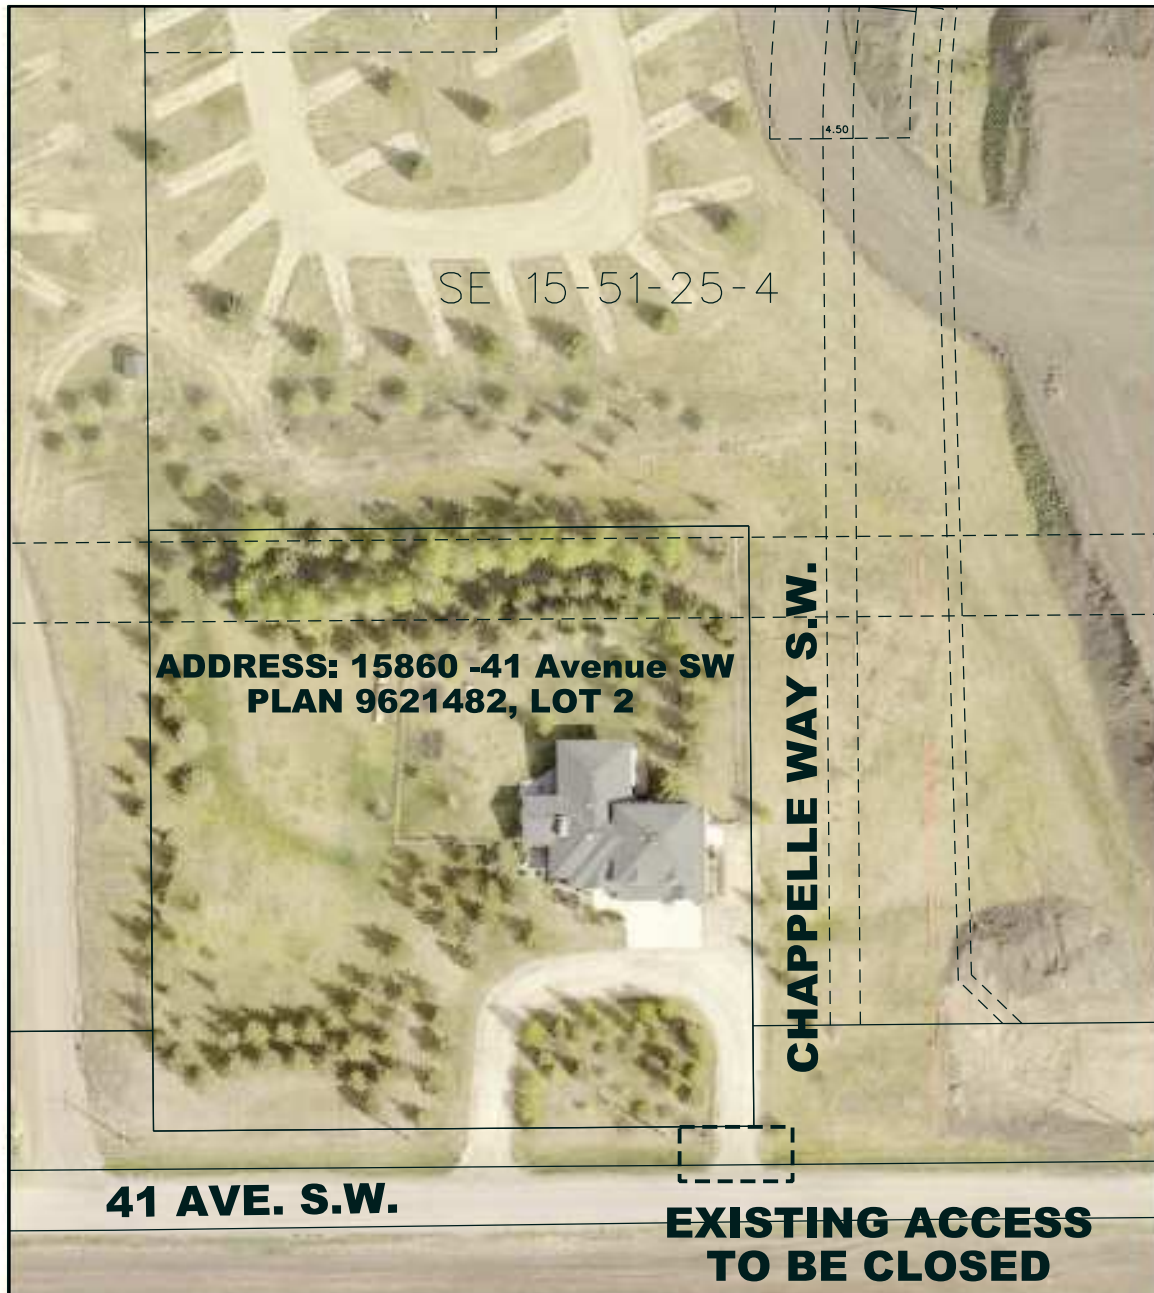 4.50
SE 15-51-25-4
ADDRESS: 15860 -41 Avenue SW
PLAN 9621482, LOT 2
CHAPPELLE WAY S.W.
41 AVE. S.W.
EXISTING ACCESS
TO BE CLOSED